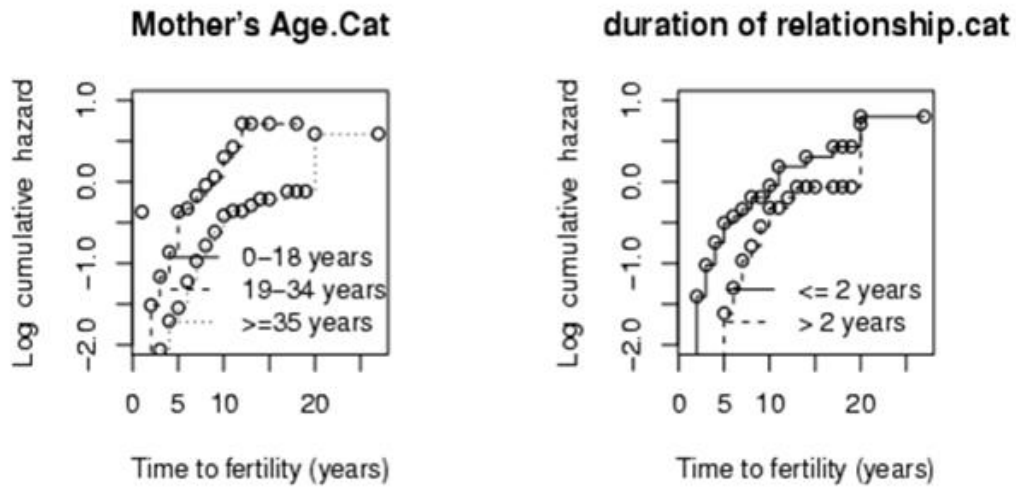 Mother's Age.Cat
Log cumulative hazard
1.0
0.0
-1.0
-2.0
0-18 years
19-34 years
>=35 years
0 5 10 20
Time to fertility (years)
duration of relationship.cat
Log cumulative hazard
1.0
0.0
-1.0
-2.0
<= 2 years
> 2 years
0 5 10 20
Time to fertility (years)